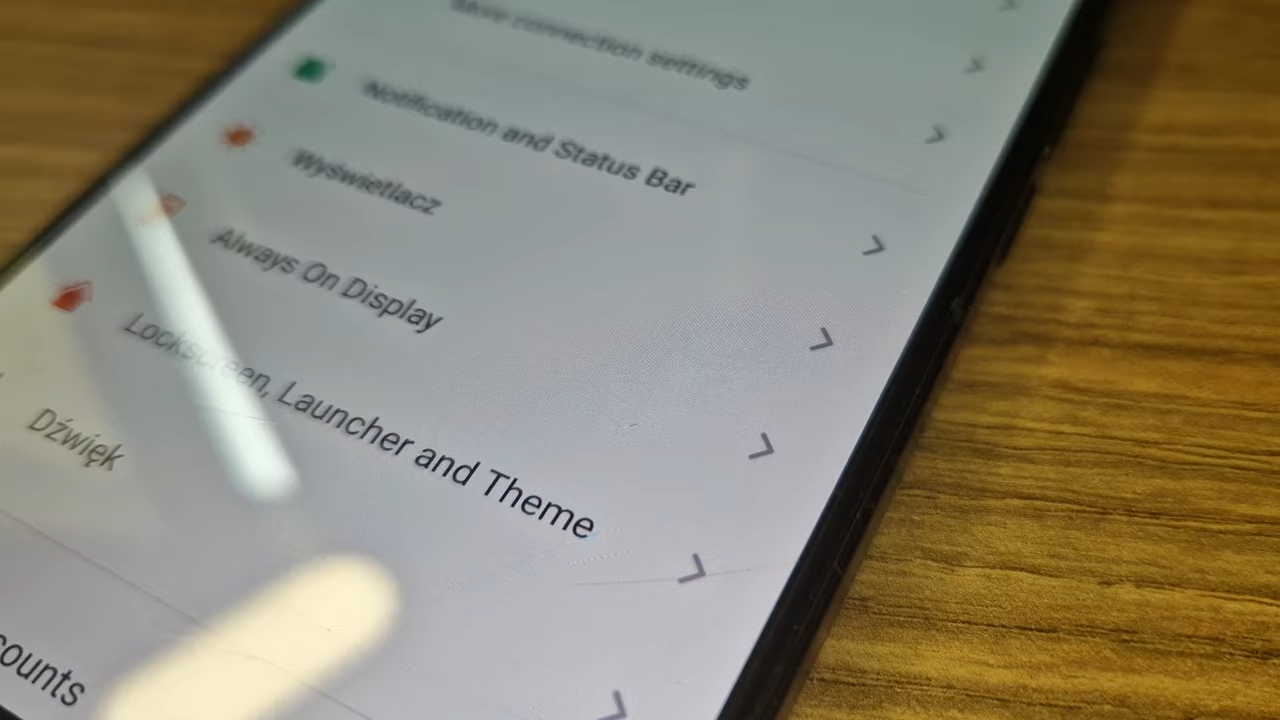 More connection settings
Notification and Status Bar
Wyświetlacz
Always On Display
Lockscreen, Launcher and Theme
Dźwięk
counts